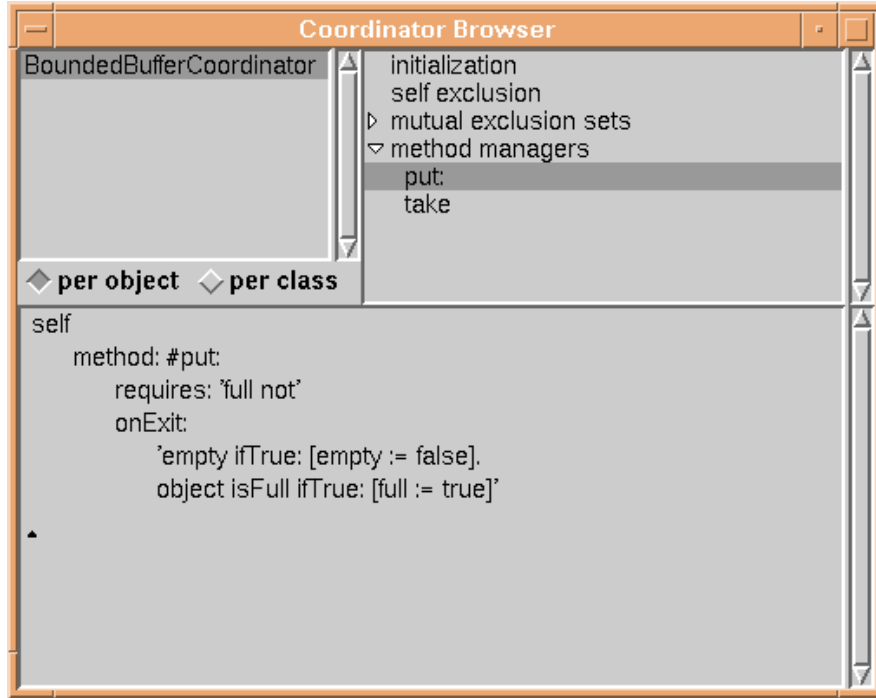 Coordinator Browser
BoundedBufferCoordinator
per object per class
initialization
self exclusion
mutual exclusion sets
method managers
put:
take
self
method: #put:
requires: 'full not'
onExit:
'empty ifTrue: [empty := false].
object isFull ifTrue: [full := true]'